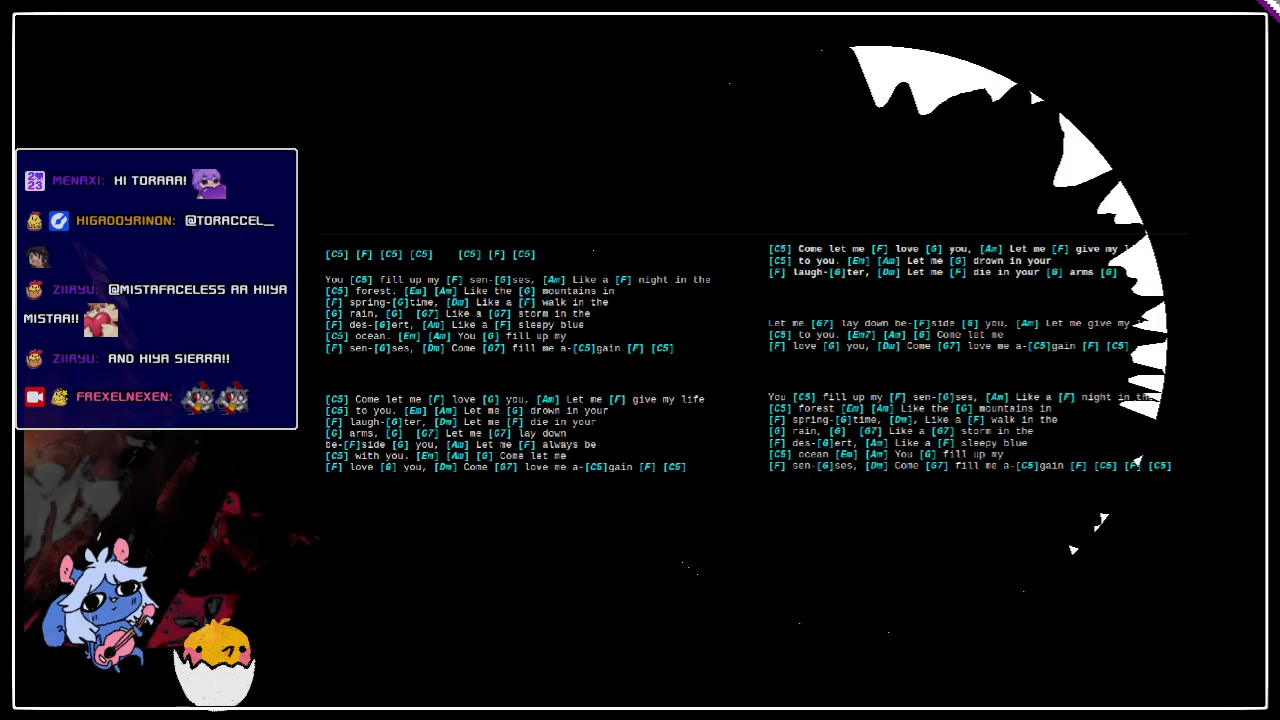 2023
MENAXI: HI TORAAA!
HIGADOYRINON: @TORACCEL_
ZIIRYU: @MISTAFACELESS AA HIIYA
MISTAA!!
ZIIRYU: AND HIYA SIERRA!!
FREXELNEXEN:
[C5] [F] [C5] [C5] [C5] [F] [C5]
You [C5] fill up my [F] sen-[G]ses, [Am] Like a [F] night in the
[C5] forest. [Em] [Am] Like the [G] mountains in
[F] spring-[G]time, [Dm] Like a [F] walk in the
[G] rain, [G] [G7] Like a [G7] storm in the
[F] des-[G]ert, [Am] Like a [F] sleepy blue
[C5] ocean. [Em] [Am] You [G] fill up my
[F] sen-[G]ses, [Dm] Come [G7] fill me a-[C5]gain [F] [C5]
[C5] Come let me [F] love [G] you, [Am] Let me [F] give my life
[C5] to you. [Em] [Am] Let me [G] drown in your
[F] laugh-[G]ter, [Dm] Let me [F] die in your
[G] arms, [G] [G7] Let me [G7] lay down
be-[F]side [G] you, [Am] Let me [F] always be
[C5] with you. [Em] [Am] [G] Come let me
[F] love [G] you, [Dm] Come [G7] love me a-[C5]gain [F] [C5]
[C5] Come let me [F] love [G] you, [Am] Let me [F] give my
[C5] to you. [Em] [Am] Let me [G] drown in your
[F] laugh-[G]ter, [Dm] Let me [F] die in your [G] arms [G]
Let me [G7] lay down be-[F]side [G] you, [Am] Let me give my
[C5] to you. [Em7] [Am] [G] Come let me
[F] love [G] you, [Dm] Come [G7] love me a-[C5]gain [F] [C5]
You [C5] fill up my [F] sen-[G]ses, [Am] Like a [F] night in the
[C5] forest [Em] [Am] Like the [G] mountains in
[F] spring-[G]time, [Dm], Like a [F] walk in the
[G] rain, [G] [G7] Like a [G7] storm in the
[F] des-[G]ert, [Am] Like a [F] sleepy blue
[C5] ocean [Em] [Am] You [G] fill up my
[F] sen-[G]ses, [Dm] Come [G7] fill me a-[C5]gain [F] [C5] [F] [C5]